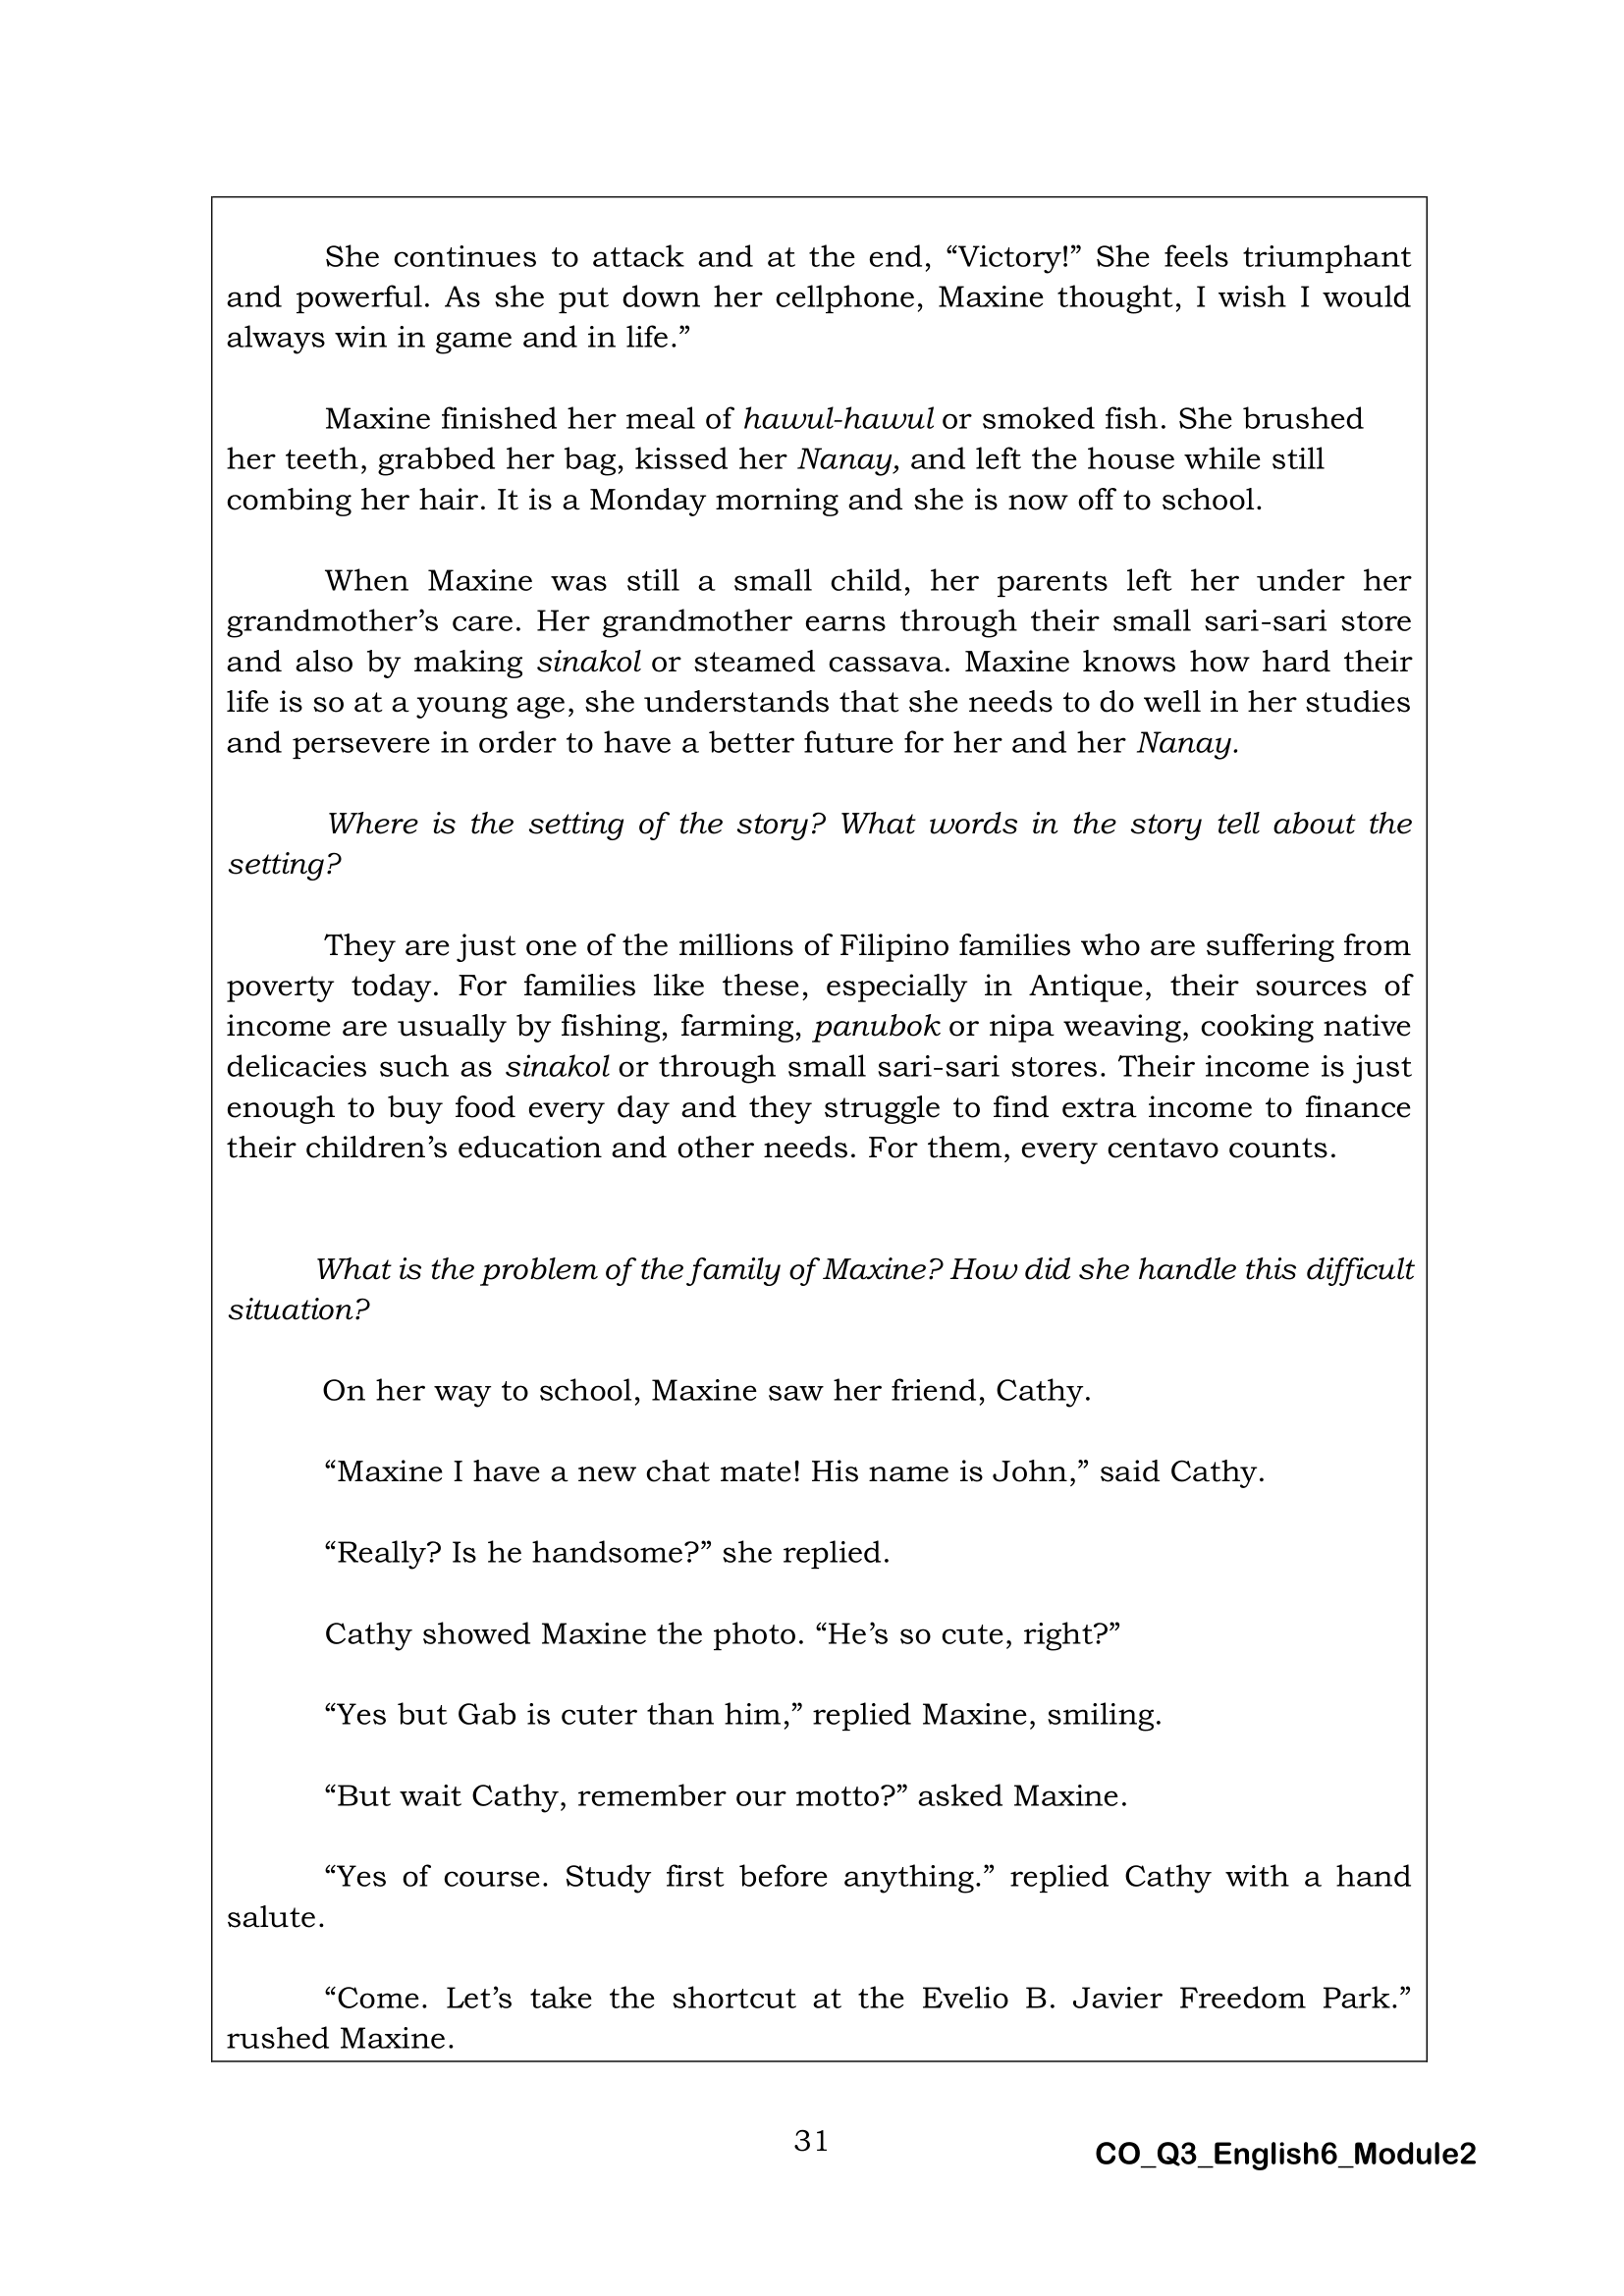 She continues to attack and at the end, “Victory!” She feels triumphant
and powerful. As she put down her cellphone, Maxine thought, I wish I would
always win in game and in life.”
Maxine finished her meal of hawul-hawul or smoked fish. She brushed
her teeth, grabbed her bag, kissed her Nanay, and left the house while still
combing her hair. It is a Monday morning and she is now off to school.
When Maxine was still a small child, her parents left her under her
grandmother’s care. Her grandmother earns through their small sari-sari store
and also by making sinakol or steamed cassava. Maxine knows how hard their
life is so at a young age, she understands that she needs to do well in her studies
and persevere in order to have a better future for her and her Nanay.
Where is the setting of the story? What words in the story tell about the
setting?
They are just one of the millions of Filipino families who are suffering from
poverty today. For families like these, especially in Antique, their sources of
income are usually by fishing, farming, panubok or nipa weaving, cooking native
delicacies such as sinakol or through small sari-sari stores. Their income is just
enough to buy food every day and they struggle to find extra income to finance
their children’s education and other needs. For them, every centavo counts.
What is the problem of the family of Maxine? How did she handle this difficult
situation?
On her way to school, Maxine saw her friend, Cathy.
“Maxine I have a new chat mate! His name is John,” said Cathy.
“Really? Is he handsome?” she replied.
Cathy showed Maxine the photo. “He’s so cute, right?”
“Yes but Gab is cuter than him,” replied Maxine, smiling.
“But wait Cathy, remember our motto?” asked Maxine.
“Yes of course. Study first before anything.” replied Cathy with a hand
salute.
“Come. Let’s take the shortcut at the Evelio B. Javier Freedom Park.”
rushed Maxine.
31
CO_Q3_English6_Module2